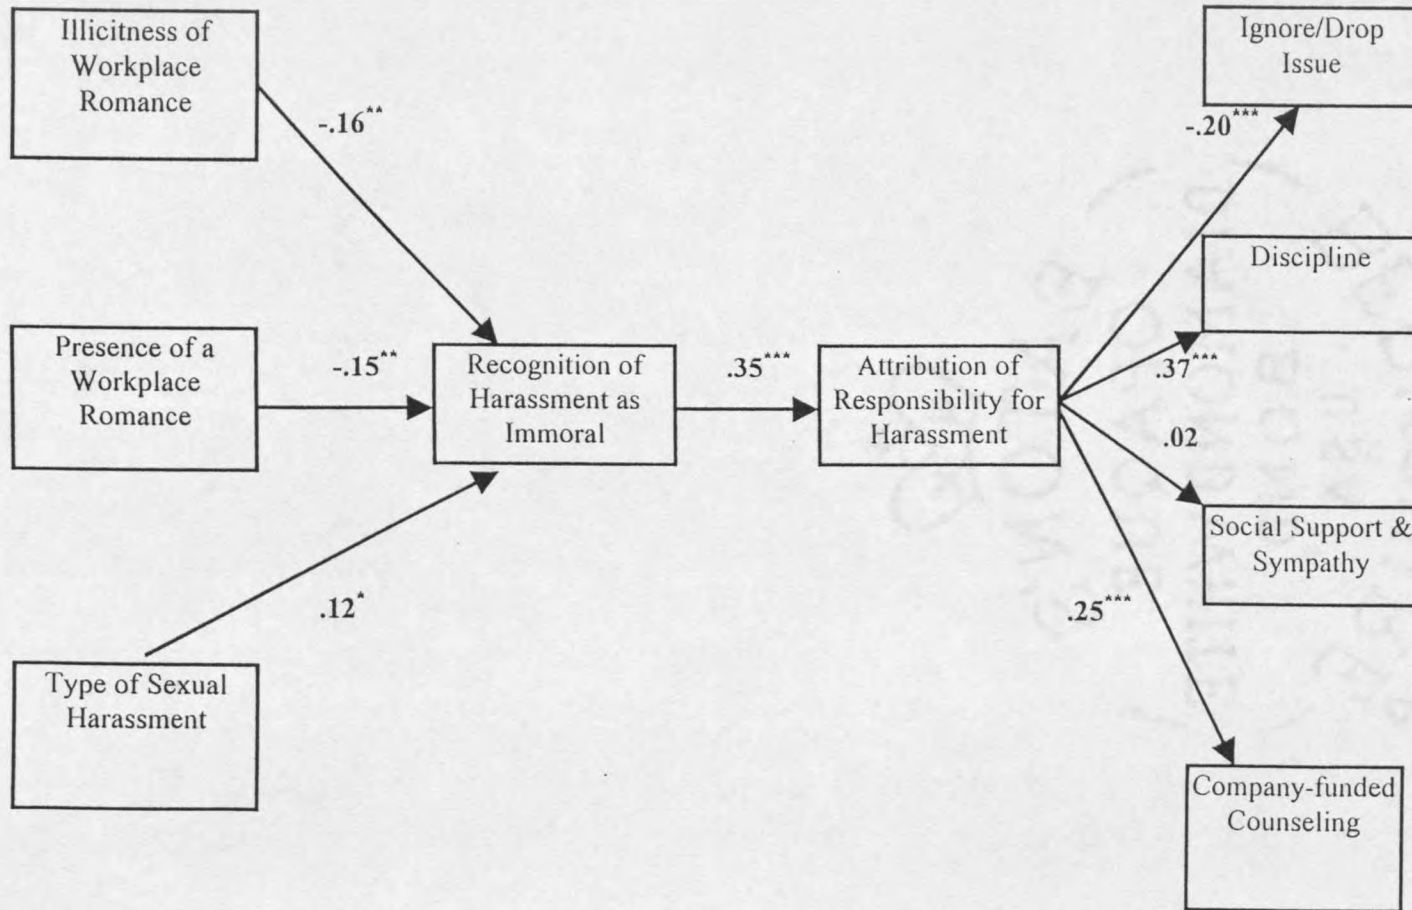 Illicitness of
Workplace
Romance
-.16**
Presence of a
Workplace
Romance
-.15**
Type of Sexual
Harassment
.12*
Recognition of
Harassment as
Immoral
.35***
Attribution of
Responsibility for
Harassment
Ignore/Drop
Issue
-.20***
Discipline
.37***
.02
Social Support &
Sympathy
.25***
Company-funded
Counseling